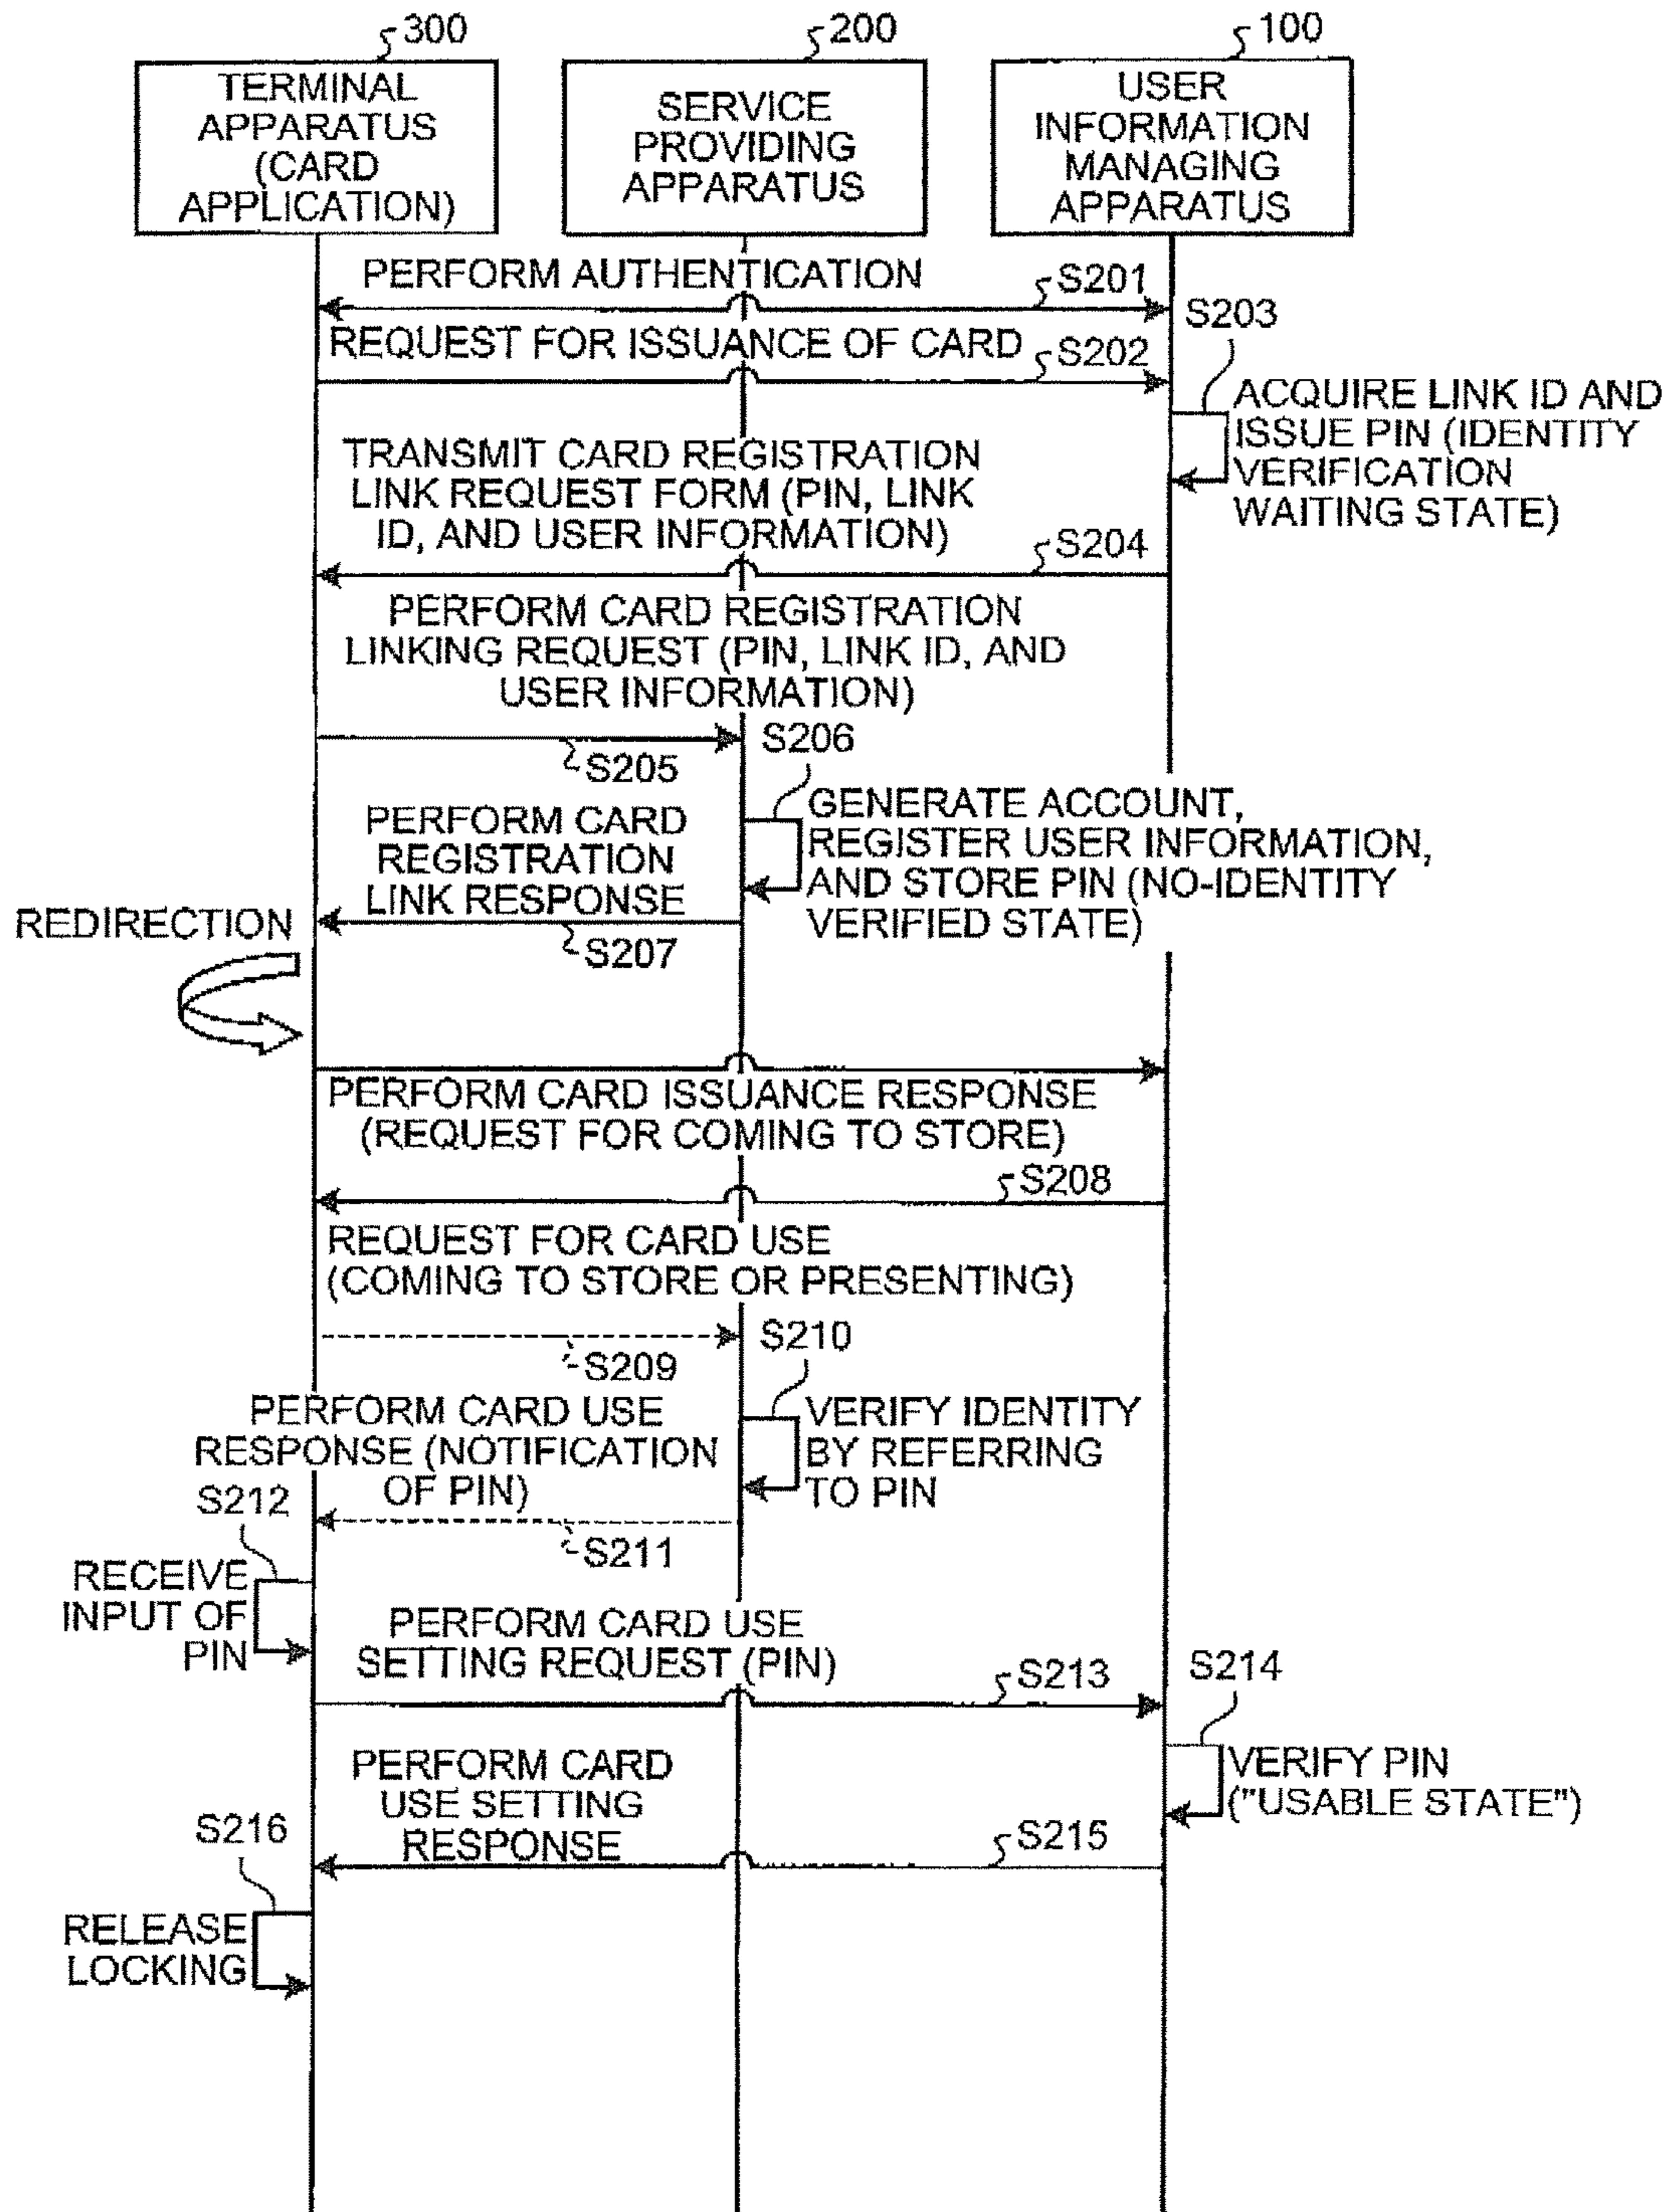 300
200
100
TERMINAL
APPARATUS
(CARD
APPLICATION)
SERVICE
PROVIDING
APPARATUS
USER
INFORMATION
MANAGING
APPARATUS
PERFORM AUTHENTICATION
S201
REQUEST FOR ISSUANCE OF CARD
S202
S203
ACQUIRE LINK ID AND
ISSUE PIN (IDENTITY
VERIFICATION
WAITING STATE)
TRANSMIT CARD REGISTRATION
LINK REQUEST FORM (PIN, LINK
ID, AND USER INFORMATION)
S204
PERFORM CARD REGISTRATION
LINKING REQUEST (PIN, LINK ID, AND
USER INFORMATION)
S205
S206
GENERATE ACCOUNT,
REGISTER USER INFORMATION,
AND STORE PIN (NO-IDENTITY
VERIFIED STATE)
PERFORM CARD
REGISTRATION
LINK RESPONSE
S207
REDIRECTION
PERFORM CARD ISSUANCE RESPONSE
(REQUEST FOR COMING TO STORE)
S208
REQUEST FOR CARD USE
(COMING TO STORE OR PRESENTING)
S209
S210
VERIFY IDENTITY
BY REFERRING
TO PIN
PERFORM CARD USE
RESPONSE (NOTIFICATION
OF PIN)
S211
S212
RECEIVE
INPUT OF
PIN
PERFORM CARD USE
SETTING REQUEST (PIN)
S213
S214
VERIFY PIN
("USABLE STATE")
PERFORM CARD
USE SETTING
RESPONSE
S215
S216
RELEASE
LOCKING